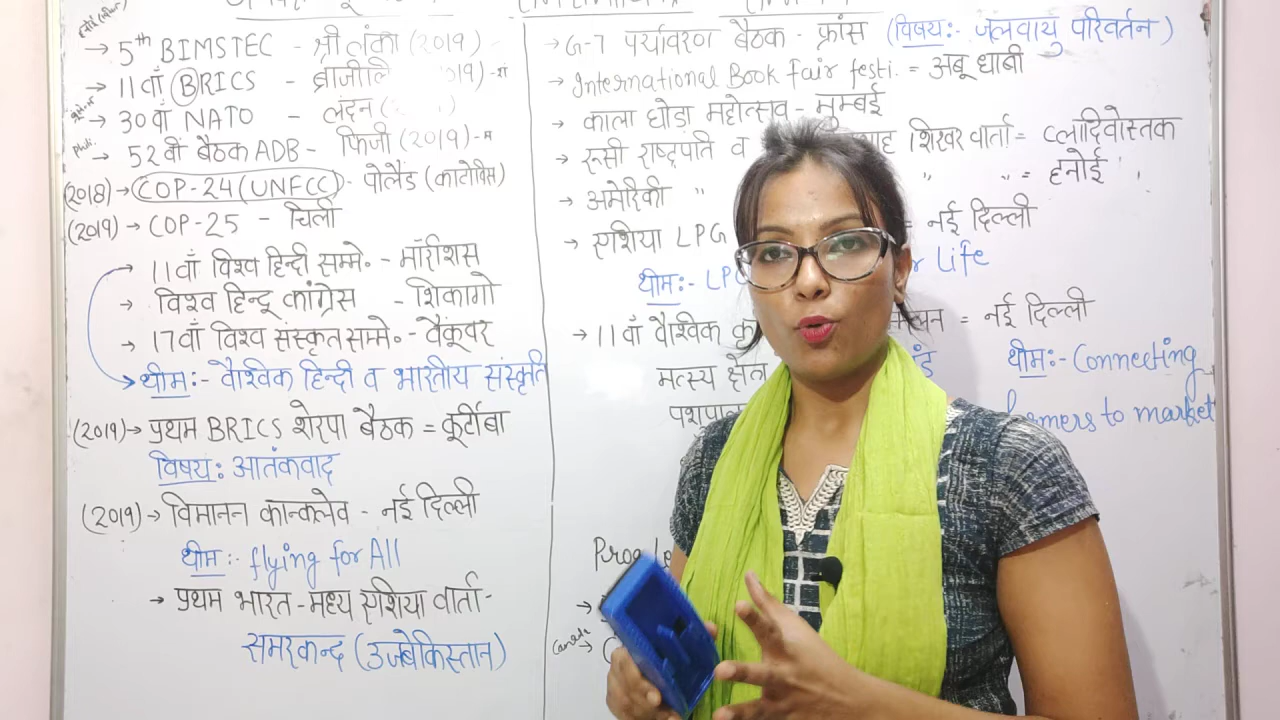 → 5th BIMSTEC - श्रीलंका (2019)
→ 11वाँ BRICS - ब्राजील 19)
→ 30वाँ NATO - लंदन (
→ 52वीं बैठक ADB - फिजी (2019)
(2018) → COP-24 (UNFCC) - पोलैंड (काटोविस)
(2019) → COP-25 - चिली
→ 11वाँ विश्व हिन्दी सम्मे॰ - मॉरीशस
→ विश्व हिन्दू कांग्रेस - शिकागो
→ 17वाँ विश्व संस्कृत सम्मे॰ - वैंकूवर
→ थीम:- वैश्विक हिन्दी व भारतीय संस्कृति
(2019) → प्रथम BRICS शेरपा बैठक = कूर्टीबा
विषय: आतंकवाद
(2019) → विमानन कान्क्लेव - नई दिल्ली
थीम:- flying for All
→ प्रथम भारत-मध्य एशिया वार्ता-
समरकन्द (उज्बेकिस्तान)
→ G-7 पर्यावरण बैठक - फ्रांस (विषय:- जलवायु परिवर्तन)
→ International Book fair festi. = अबू धाबी
→ काला घोडा महोत्सव - मुम्बई
→ रूसी राष्ट्रपति व शिखर वार्ता = व्लादिवोस्तक
→ अमेरिकी " " " = हनोई
→ एशिया LPG = नई दिल्ली
थीम:- LP Life
→ 11वाँ वैश्विक कृ = नई दिल्ली
मत्स्य क्षेत्र थीम:- Connecting
पशुपाल farmers to market